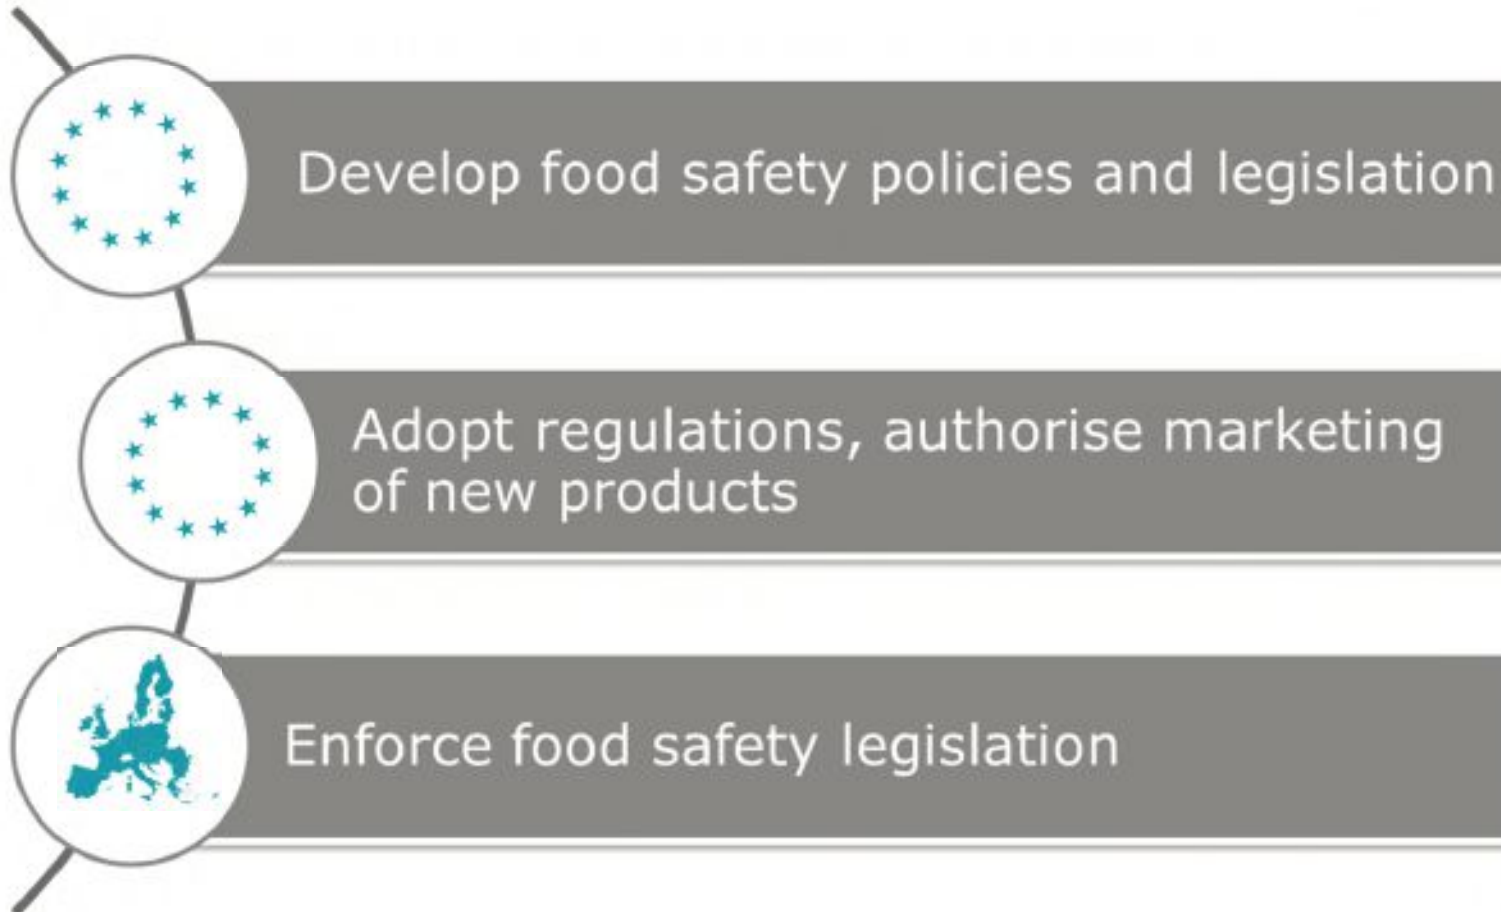 Develop food safety policies and legislation
Adopt regulations, authorise marketing
of new products
Enforce food safety legislation